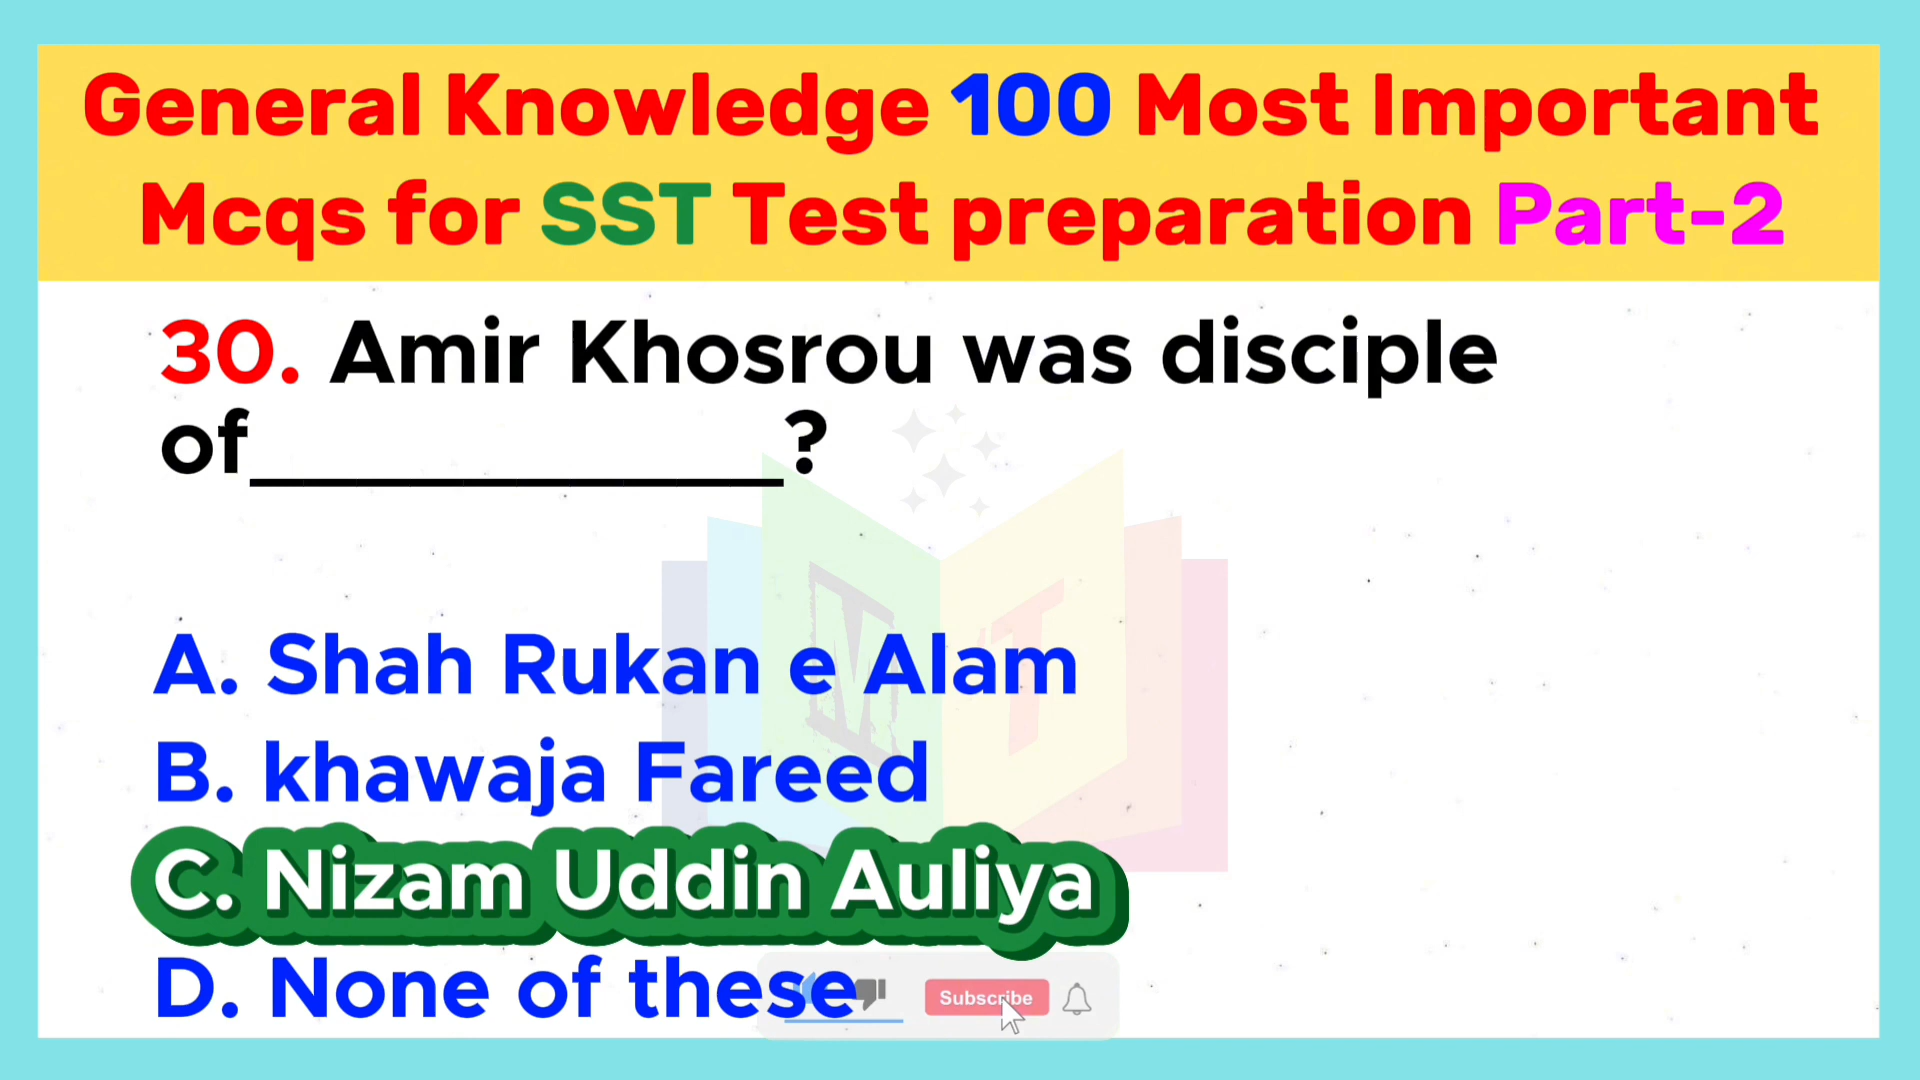 General Knowledge 100 Most Important
Mcqs for SST Test preparation Part-2
30. Amir Khosrou was disciple
of__________?
A. Shah Rukan e Alam
B. khawaja Fareed
C. Nizam Uddin Auliya
D. None of these
Subscribe